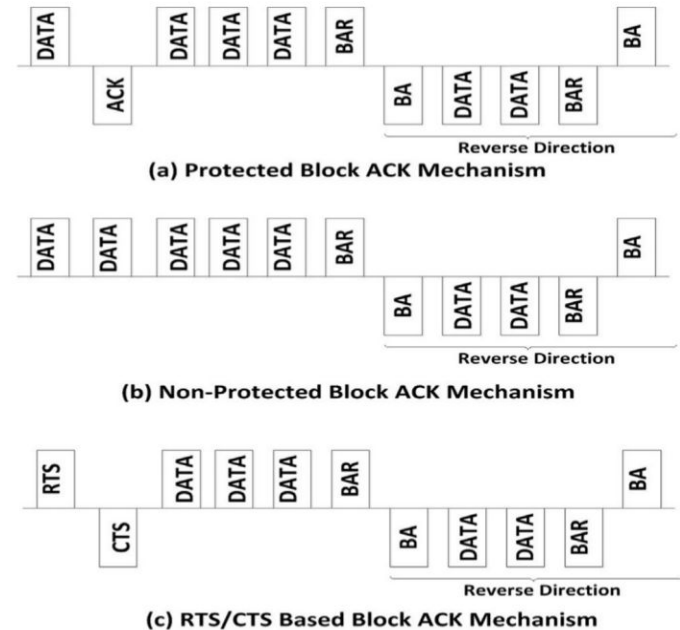 DATA ACK DATA DATA DATA BAR BA DATA DATA BAR BA
Reverse Direction
(a) Protected Block ACK Mechanism
DATA DATA DATA DATA DATA BAR BA DATA DATA BAR BA
Reverse Direction
(b) Non-Protected Block ACK Mechanism
RTS CTS DATA DATA DATA BAR BA DATA DATA BAR BA
Reverse Direction
(c) RTS/CTS Based Block ACK Mechanism